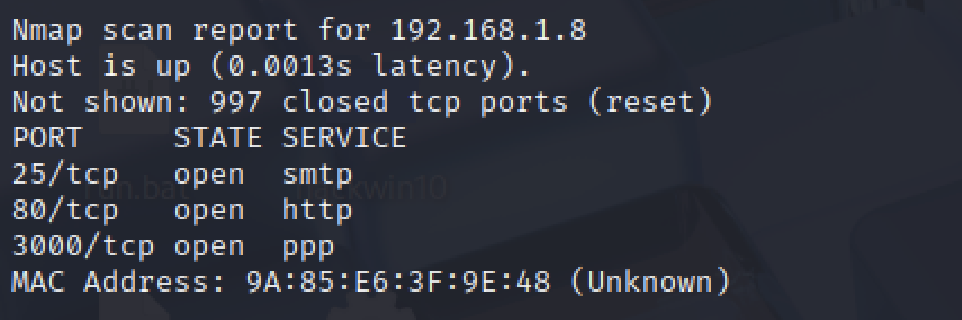 Nmap scan report for 192.168.1.8
Host is up (0.0013s latency).
Not shown: 997 closed tcp ports (reset)
PORT     STATE SERVICE
25/tcp   open  smtp
80/tcp   open  http
3000/tcp open  ppp
MAC Address: 9A:85:E6:3F:9E:48 (Unknown)